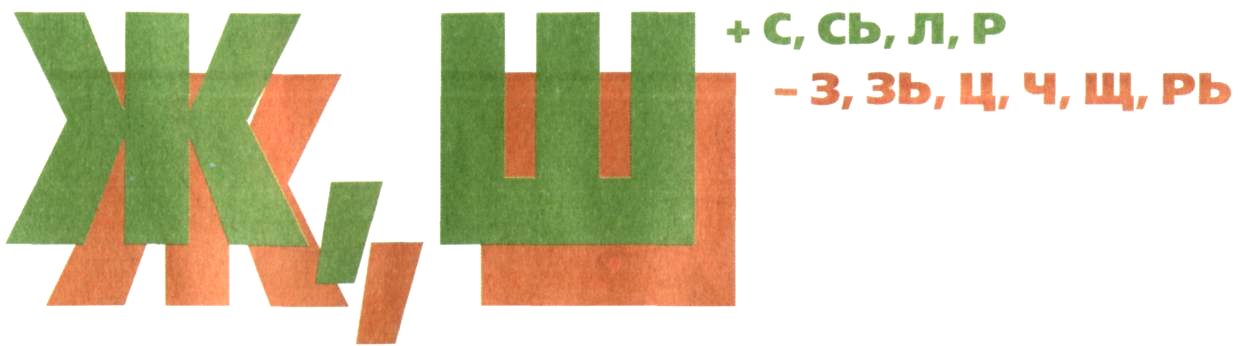 Ж, Ш
+ С, СЬ, Л, Р
– З, ЗЬ, Ц, Ч, Щ, РЬ